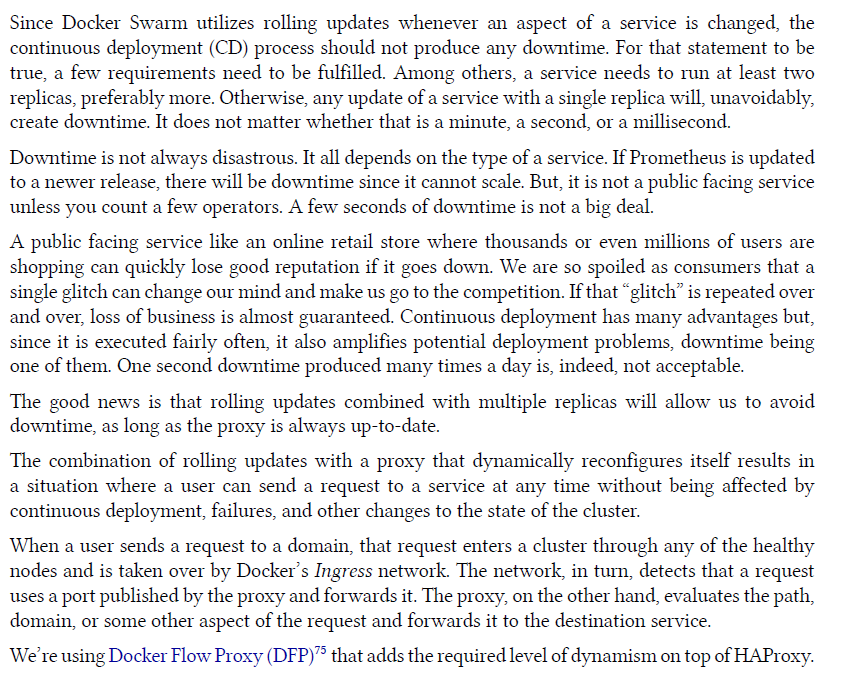 Since Docker Swarm utilizes rolling updates whenever an aspect of a service is changed, the
continuous deployment (CD) process should not produce any downtime. For that statement to be
true, a few requirements need to be fulfilled. Among others, a service needs to run at least two
replicas, preferably more. Otherwise, any update of a service with a single replica will, unavoidably,
create downtime. It does not matter whether that is a minute, a second, or a millisecond.
Downtime is not always disastrous. It all depends on the type of a service. If Prometheus is updated
to a newer release, there will be downtime since it cannot scale. But, it is not a public facing service
unless you count a few operators. A few seconds of downtime is not a big deal.
A public facing service like an online retail store where thousands or even millions of users are
shopping can quickly lose good reputation if it goes down. We are so spoiled as consumers that a
single glitch can change our mind and make us go to the competition. If that “glitch” is repeated over
and over, loss of business is almost guaranteed. Continuous deployment has many advantages but,
since it is executed fairly often, it also amplifies potential deployment problems, downtime being
one of them. One second downtime produced many times a day is, indeed, not acceptable.
The good news is that rolling updates combined with multiple replicas will allow us to avoid
downtime, as long as the proxy is always up-to-date.
The combination of rolling updates with a proxy that dynamically reconfigures itself results in
a situation where a user can send a request to a service at any time without being affected by
continuous deployment, failures, and other changes to the state of the cluster.
When a user sends a request to a domain, that request enters a cluster through any of the healthy
nodes and is taken over by Docker’s Ingress network. The network, in turn, detects that a request
uses a port published by the proxy and forwards it. The proxy, on the other hand, evaluates the path,
domain, or some other aspect of the request and forwards it to the destination service.
We’re using Docker Flow Proxy (DFP)⁷⁵ that adds the required level of dynamism on top of HAProxy.